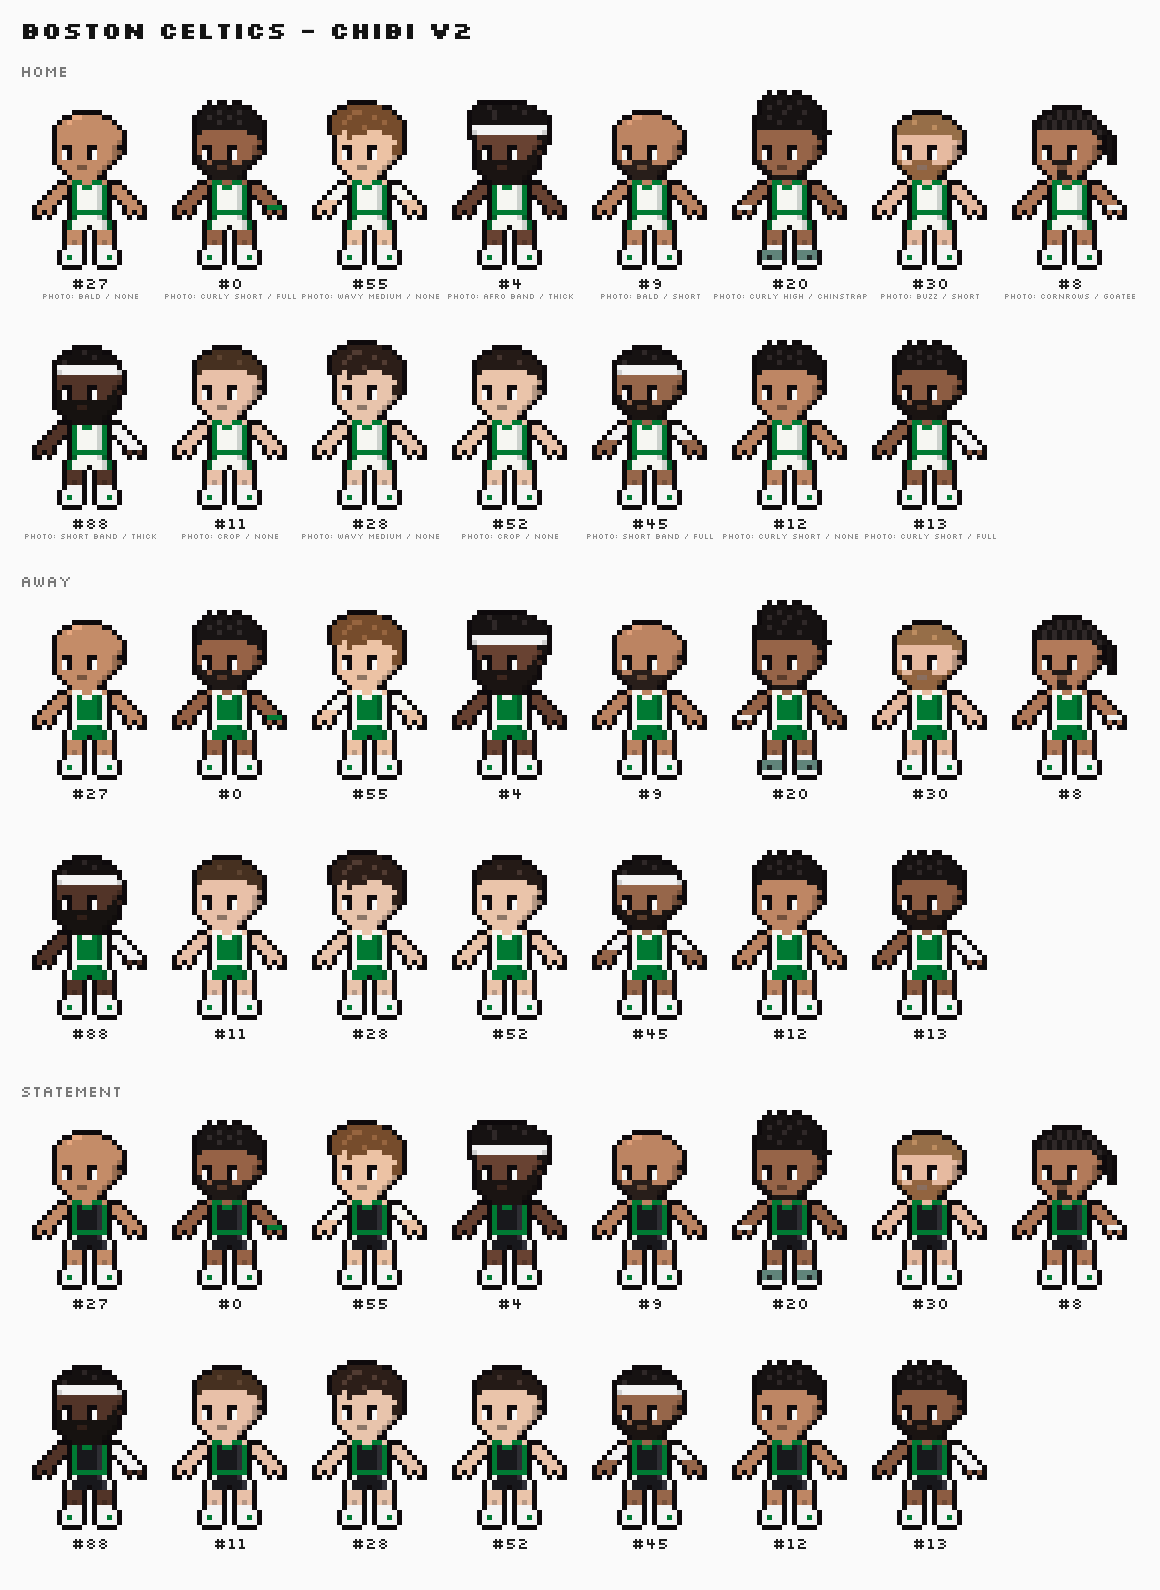 BOSTON CELTICS - CHIBI V2
HOME
#27 #0 #55 #4 #9 #20 #30 #8
PHOTO: BALD / NONE PHOTO: CURLY SHORT / FULL PHOTO: WAVY MEDIUM / NONE PHOTO: AFRO BAND / THICK PHOTO: BALD / SHORT PHOTO: CURLY HIGH / CHINSTRAP PHOTO: BUZZ / SHORT PHOTO: CORNROWS / GOATEE
#88 #11 #28 #52 #45 #12 #13
PHOTO: SHORT BAND / THICK PHOTO: CROP / NONE PHOTO: WAVY MEDIUM / NONE PHOTO: CROP / NONE PHOTO: SHORT BAND / FULL PHOTO: CURLY SHORT / NONE PHOTO: CURLY SHORT / FULL
AWAY
#27 #0 #55 #4 #9 #20 #30 #8
#88 #11 #28 #52 #45 #12 #13
STATEMENT
#27 #0 #55 #4 #9 #20 #30 #8
#88 #11 #28 #52 #45 #12 #13